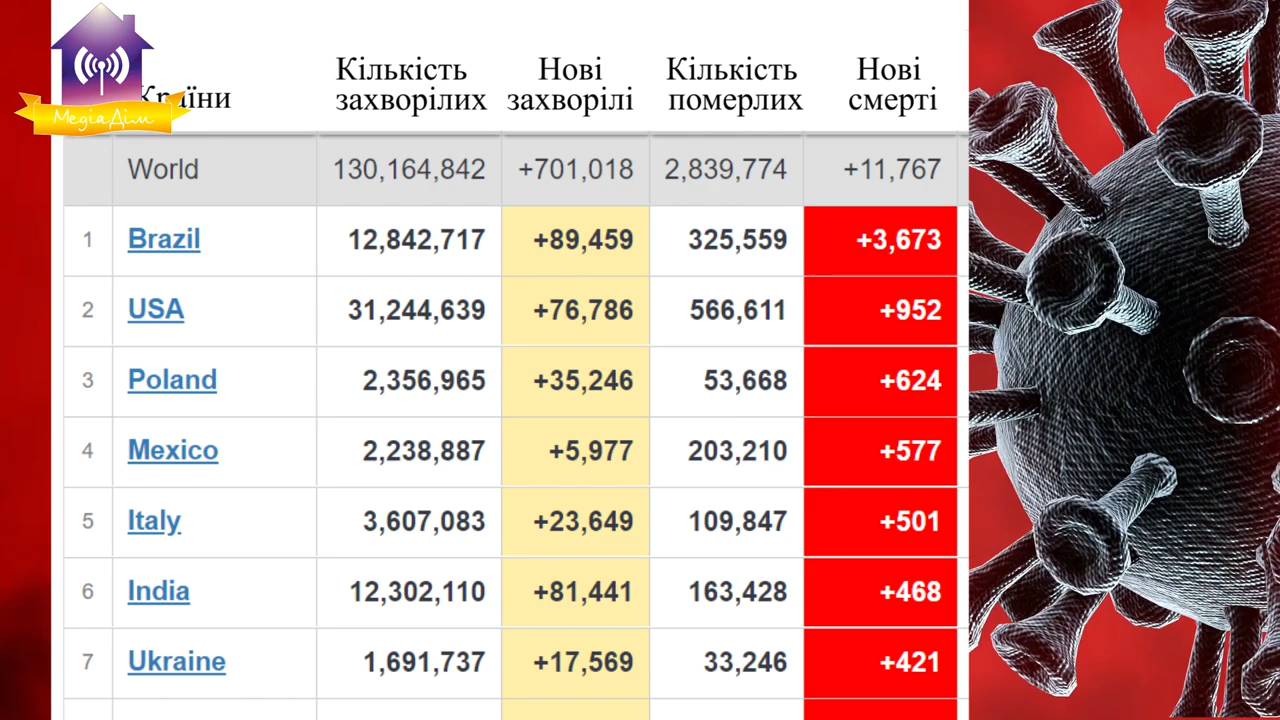 МедіаДім
Країни
Кількість захворілих
Нові захворілі
Кількість померлих
Нові смерті
World 130,164,842 +701,018 2,839,774 +11,767
1 Brazil 12,842,717 +89,459 325,559 +3,673
2 USA 31,244,639 +76,786 566,611 +952
3 Poland 2,356,965 +35,246 53,668 +624
4 Mexico 2,238,887 +5,977 203,210 +577
5 Italy 3,607,083 +23,649 109,847 +501
6 India 12,302,110 +81,441 163,428 +468
7 Ukraine 1,691,737 +17,569 33,246 +421